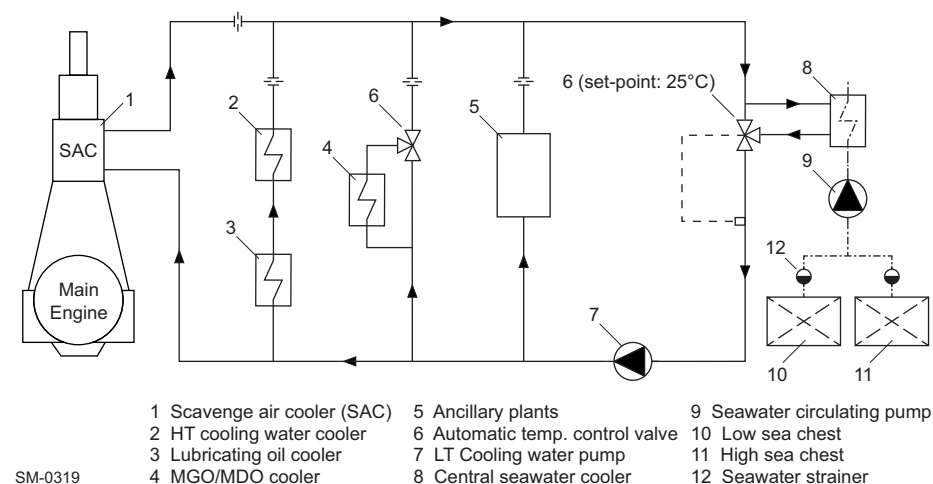 1
SAC
Main
Engine
2
3
4
6
5
6 (set-point: 25°C)
7
8
9
12
10
11
1 Scavenge air cooler (SAC)
2 HT cooling water cooler
3 Lubricating oil cooler
4 MGO/MDO cooler
5 Ancillary plants
6 Automatic temp. control valve
7 LT Cooling water pump
8 Central seawater cooler
9 Seawater circulating pump
10 Low sea chest
11 High sea chest
12 Seawater strainer
SM-0319